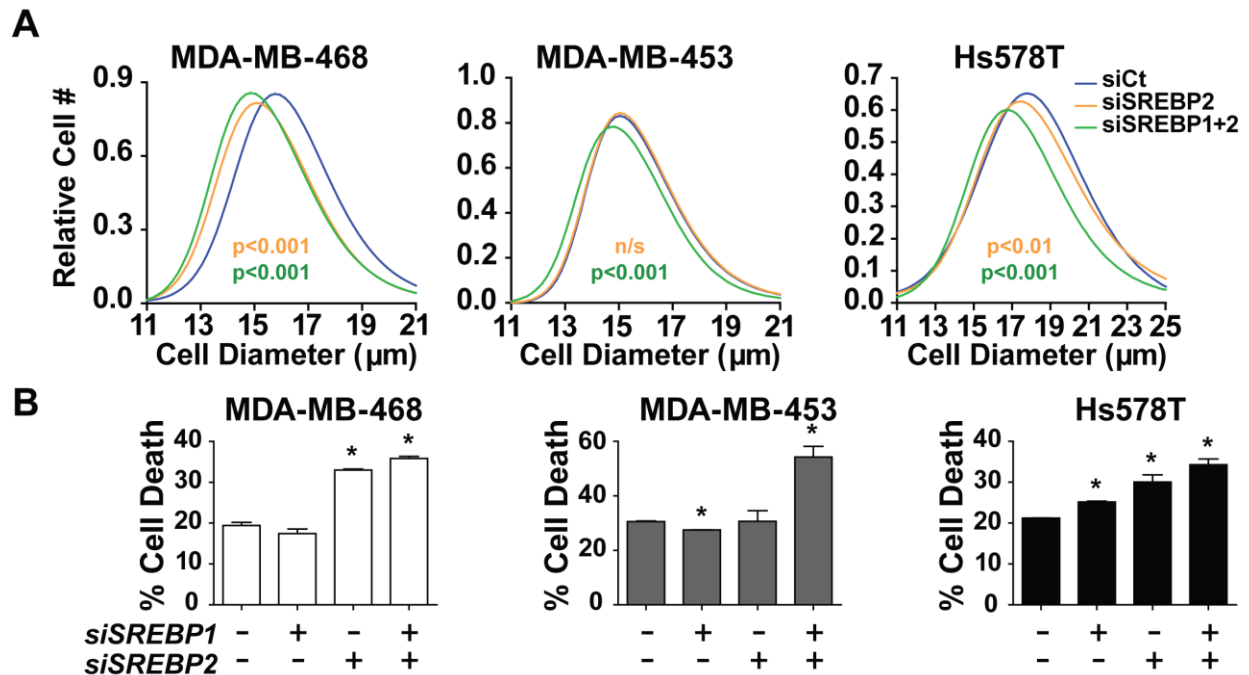 A
MDA-MB-468
MDA-MB-453
Hs578T
siCt
siSREBP2
siSREBP1+2
Relative Cell #
0.9
0.6
0.3
0.0
p<0.001
p<0.001
11 13 15 17 19 21
Cell Diameter (µm)
1.0
0.8
0.6
0.4
0.2
0.0
n/s
p<0.001
11 13 15 17 19 21
Cell Diameter (µm)
0.7
0.6
0.5
0.4
0.3
0.2
0.1
0.0
p<0.01
p<0.001
11 13 15 17 19 21 23 25
Cell Diameter (µm)
B
MDA-MB-468
% Cell Death
40
30
20
10
0
* *
MDA-MB-453
% Cell Death
60
40
20
0
* *
Hs578T
% Cell Death
40
30
20
10
0
* * *
siSREBP1 - + - + - + - + - + - +
siSREBP2 - - + + - - + + - - + +